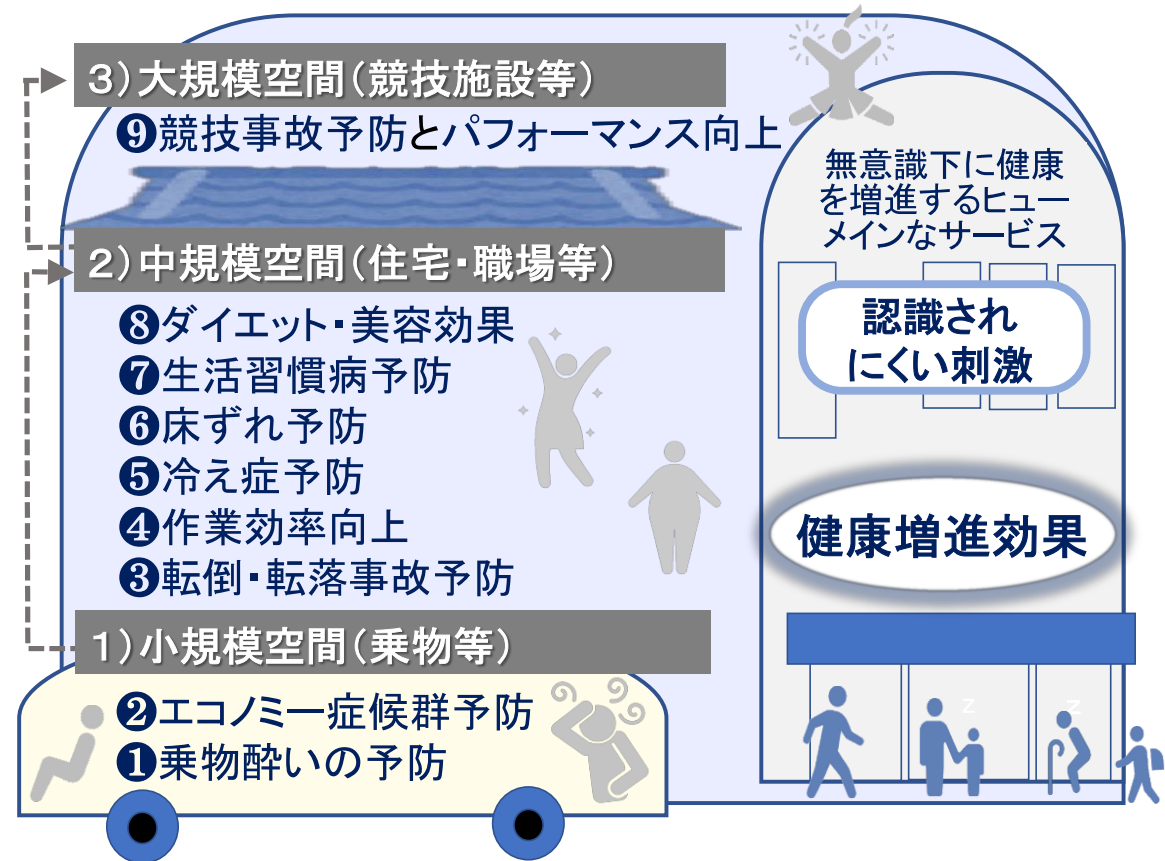 3）大規模空間（競技施設等）
❾競技事故予防とパフォーマンス向上
2）中規模空間（住宅・職場等）
❽ダイエット・美容効果
❼生活習慣病予防
❻床ずれ予防
❺冷え症予防
❹作業効率向上
❸転倒・転落事故予防
1）小規模空間（乗物等）
❷エコノミー症候群予防
❶乗物酔いの予防
無意識下に健康
を増進するヒュー
メインなサービス
認識され
にくい刺激
健康増進効果
z
z